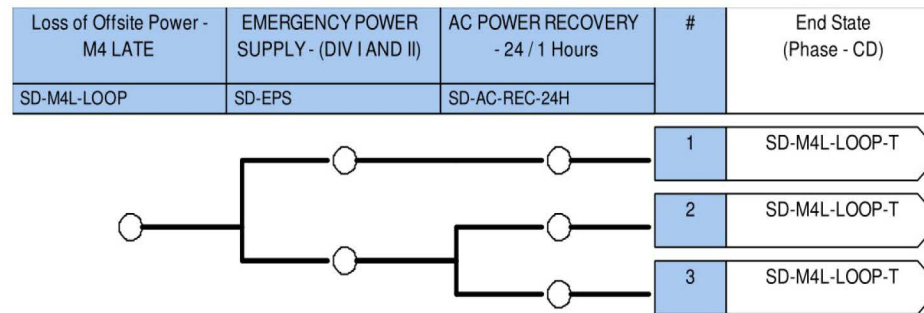 Loss of Offsite Power -
M4 LATE
EMERGENCY POWER
SUPPLY - (DIV I AND II)
AC POWER RECOVERY
- 24 / 1 Hours
#
End State
(Phase - CD)
SD-M4L-LOOP
SD-EPS
SD-AC-REC-24H
1
SD-M4L-LOOP-T
2
SD-M4L-LOOP-T
3
SD-M4L-LOOP-T